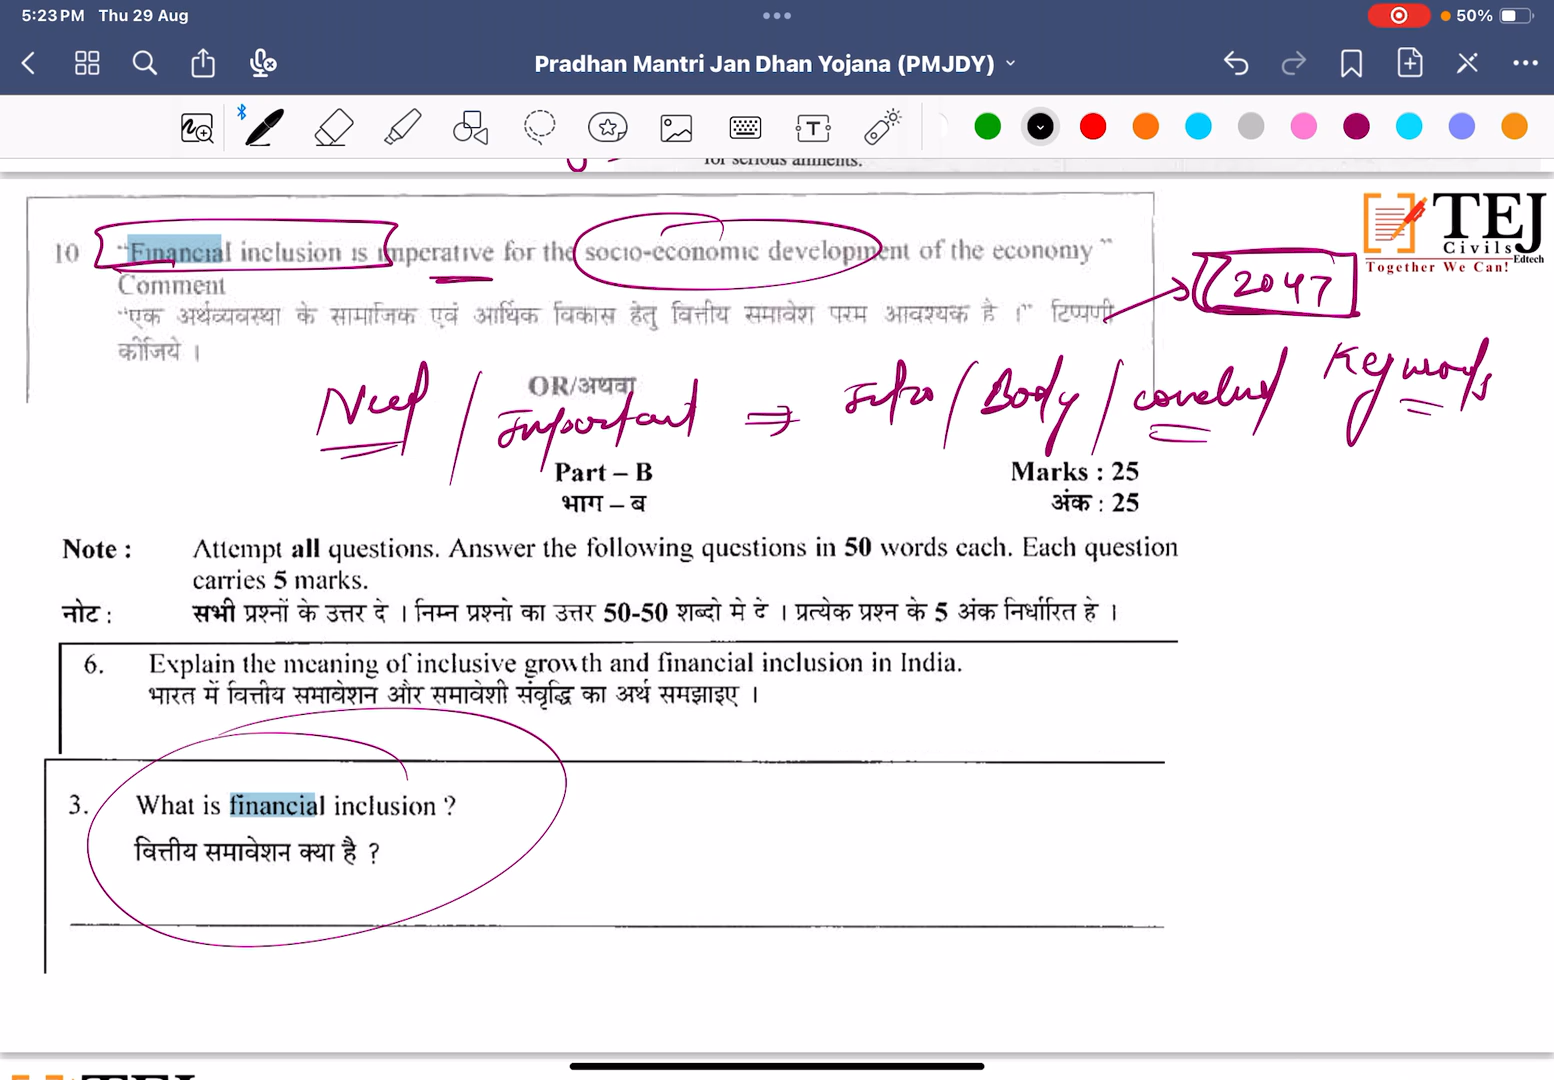 5:23 PM Thu 29 Aug
50%
Pradhan Mantri Jan Dhan Yojana (PMJDY)
for serious ailments.
TEJ
Civils
Edtech
Together We Can!
10 "Financial inclusion is imperative for the socio-economic development of the economy"
Comment
"एक अर्थव्यवस्था के सामाजिक एवं आर्थिक विकास हेतु वित्तीय समावेश परम आवश्यक है ।" टिप्पणी
कीजिये ।
2047
OR/अथवा
Need / Important ⇒ Intro / Body / Keywords
Part – B Marks : 25
भाग – ब अंक : 25
Note : Attempt all questions. Answer the following questions in 50 words each. Each question
carries 5 marks.
नोट : सभी प्रश्नों के उत्तर दे । निम्न प्रश्नो का उत्तर 50-50 शब्दो मे दे । प्रत्येक प्रश्न के 5 अंक निर्धारित हे ।
6. Explain the meaning of inclusive growth and financial inclusion in India.
भारत में वित्तीय समावेशन और समावेशी संवृद्धि का अर्थ समझाइए ।
3. What is financial inclusion ?
वित्तीय समावेशन क्या है ?
TEJ